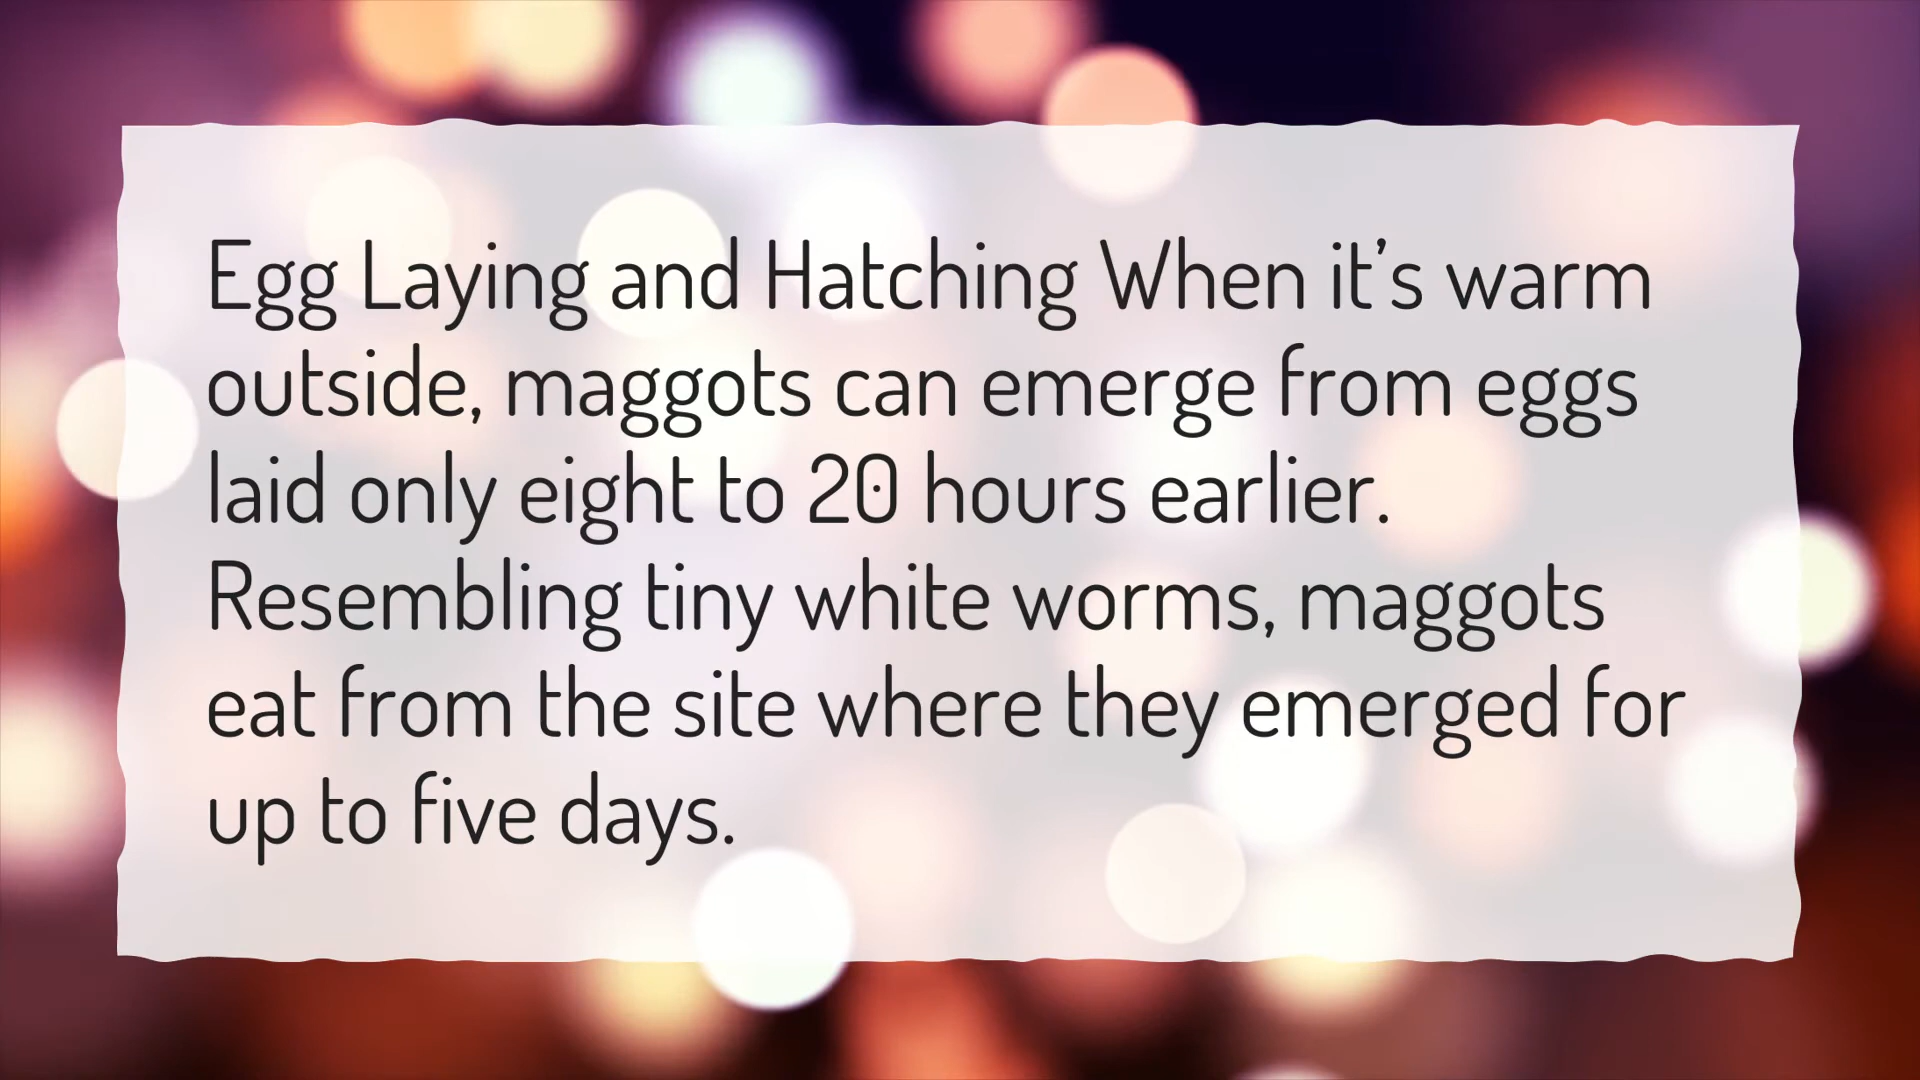 Egg Laying and Hatching When it’s warm
outside, maggots can emerge from eggs
laid only eight to 20 hours earlier.
Resembling tiny white worms, maggots
eat from the site where they emerged for
up to five days.